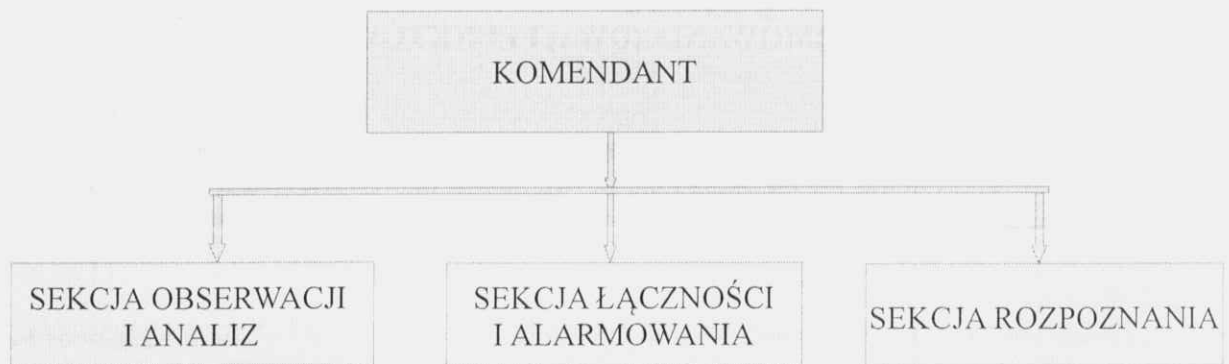 KOMENDANT
SEKCJA OBSERWACJI
I ANALIZ
SEKCJA ŁĄCZNOŚCI
I ALARMOWANIA
SEKCJA ROZPOZNANIA